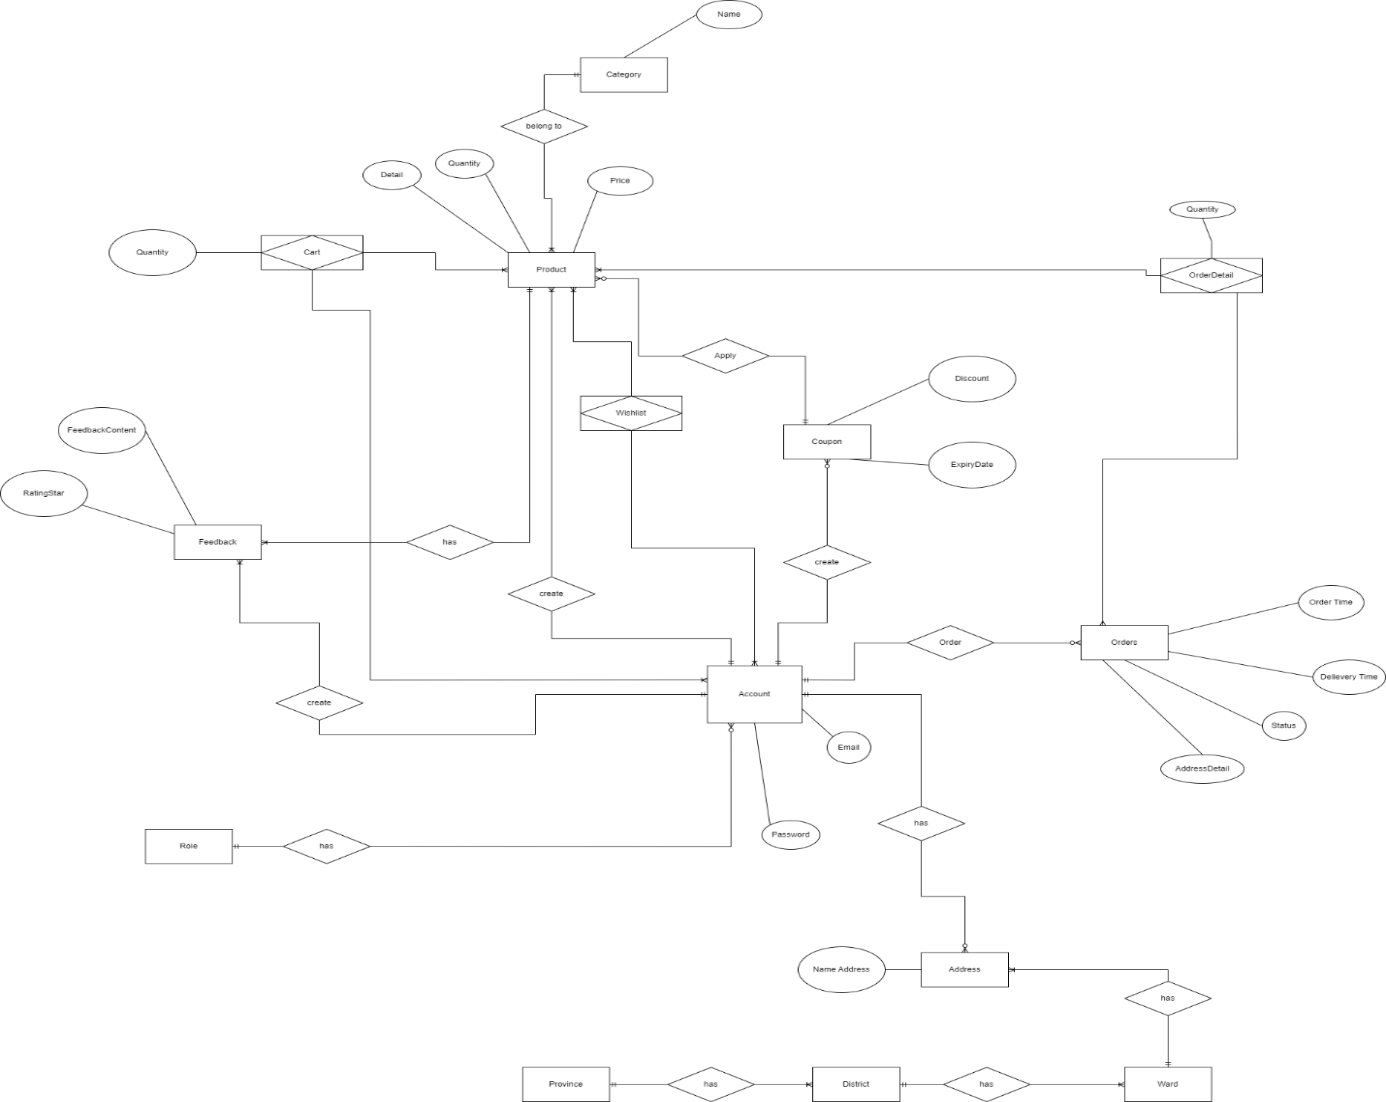 Name
Category
belong to
Quantity
Detail
Price
Quantity
Quantity
Cart
Product
OrderDetail
Apply
Discount
Wishlist
FeedbackContent
Coupon
ExpiryDate
RatingStar
Feedback
has
create
create
Order Time
Order
Orders
Delievery Time
create
Account
Status
Email
AddressDetail
Password
has
Role
has
Name Address
Address
has
Province
has
District
has
Ward